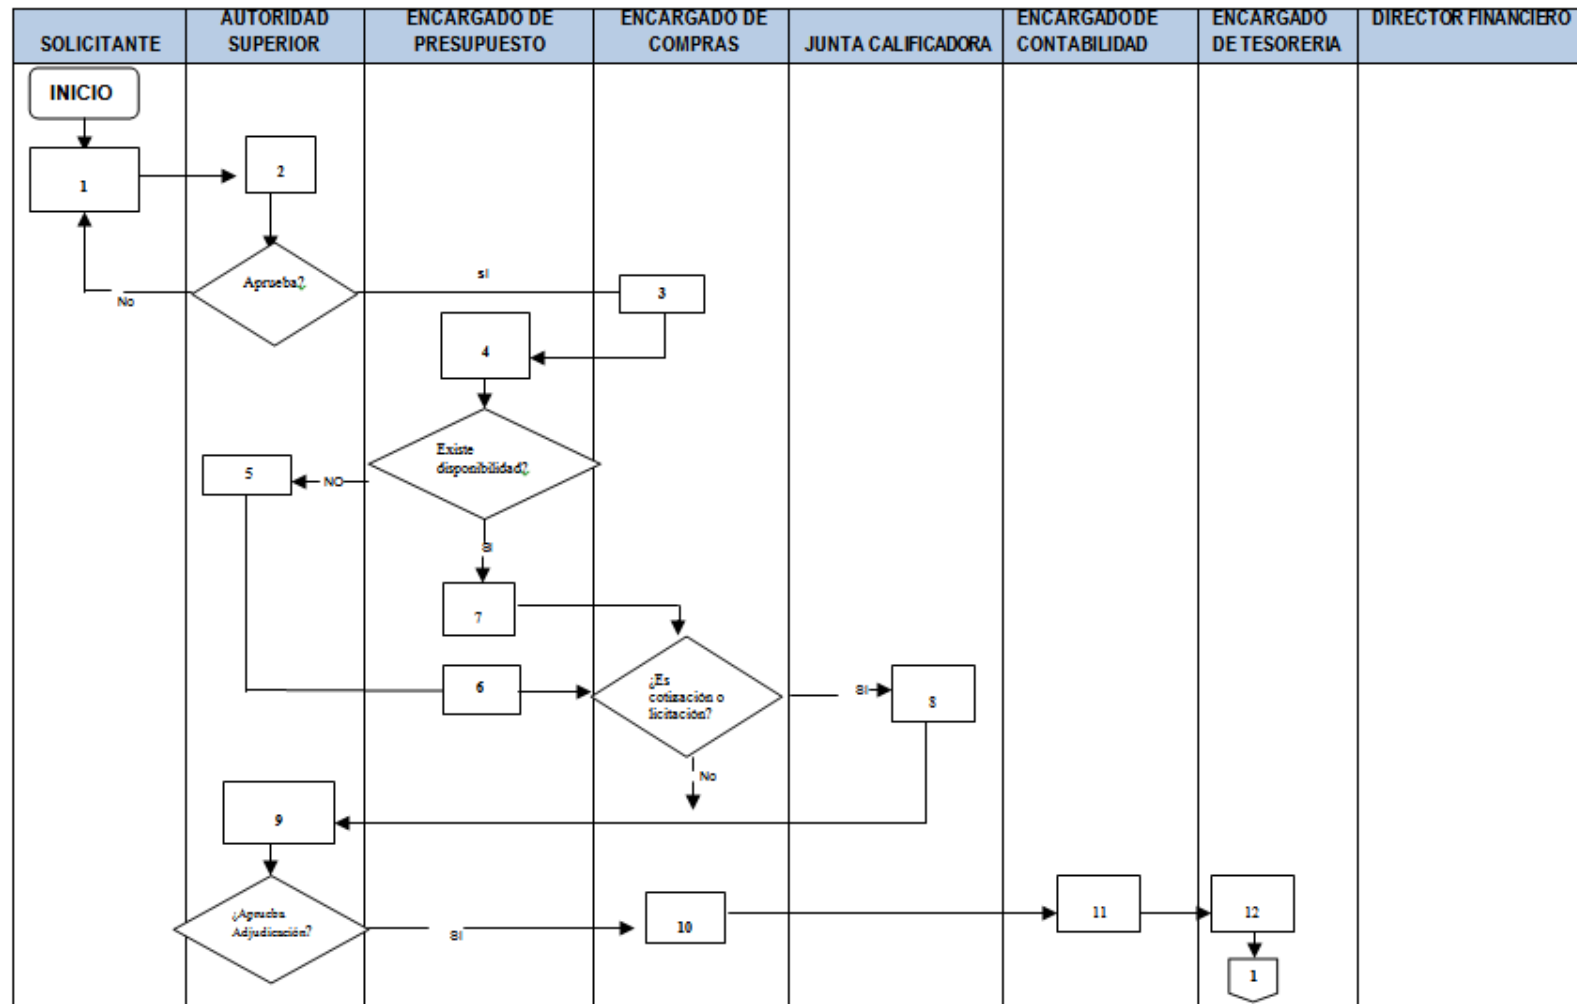 SOLICITANTE
AUTORIDAD
SUPERIOR
ENCARGADO DE
PRESUPUESTO
ENCARGADO DE
COMPRAS
JUNTA CALIFICADORA
ENCARGADO DE
CONTABILIDAD
ENCARGADO
DE TESORERIA
DIRECTOR FINANCIERO
INICIO
1
2
Aprueba?
No
sI
3
4
Existe
disponibilidad?
NO
5
SI
7
6
¿Es
cotización o
licitación?
SI
8
No
9
¿Aprueba
Adjudicación?
SI
10
11
12
1